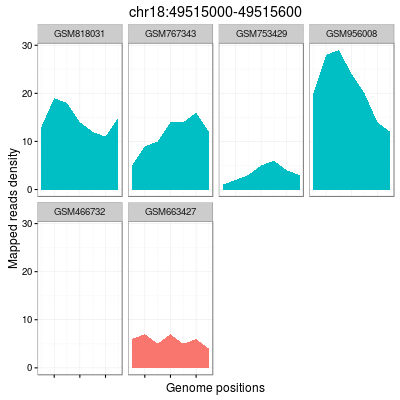 chr18:49515000-49515600
GSM818031 GSM767343 GSM753429 GSM956008
30
20
10
0
Mapped reads density
GSM466732 GSM663427
30
20
10
0
Genome positions